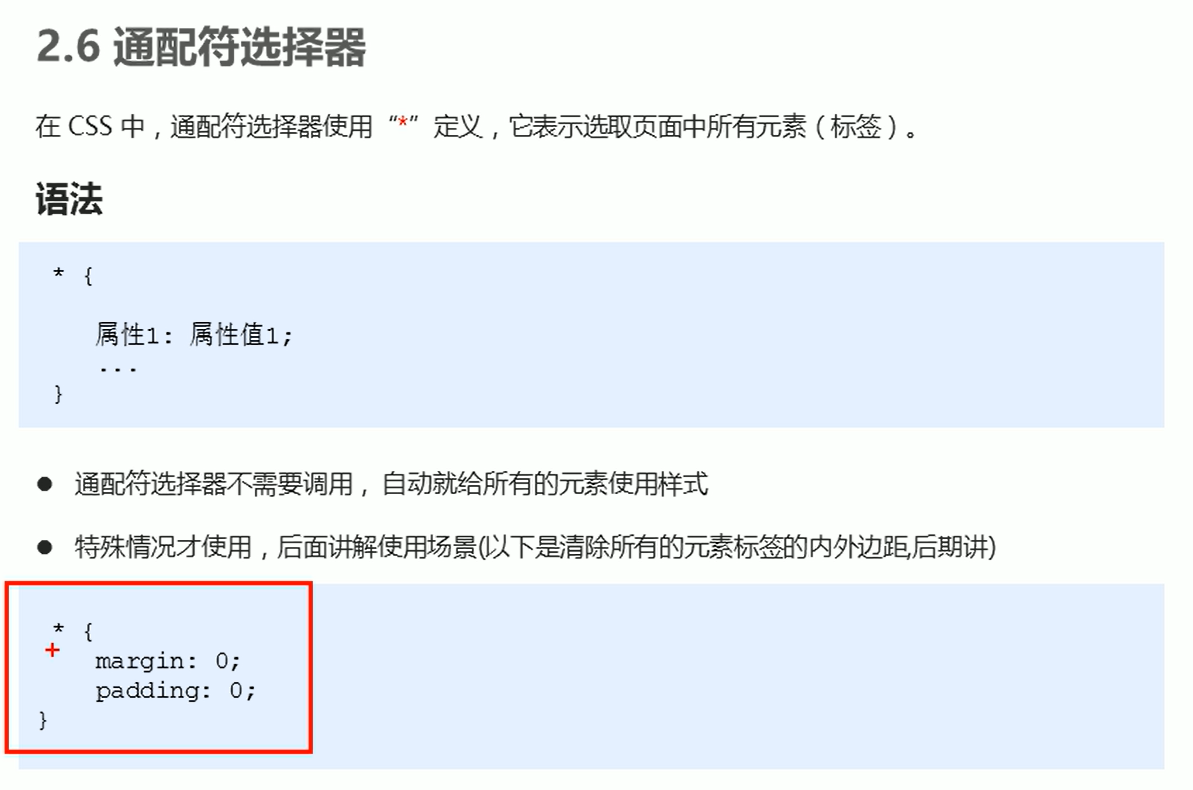 2.6 通配符选择器
在 CSS 中，通配符选择器使用“*”定义，它表示选取页面中所有元素（标签）。
语法
* {
属性1: 属性值1;
...
}
● 通配符选择器不需要调用，自动就给所有的元素使用样式
● 特殊情况才使用，后面讲解使用场景(以下是清除所有的元素标签的内外边距,后期讲)
* {
margin: 0;
padding: 0;
}